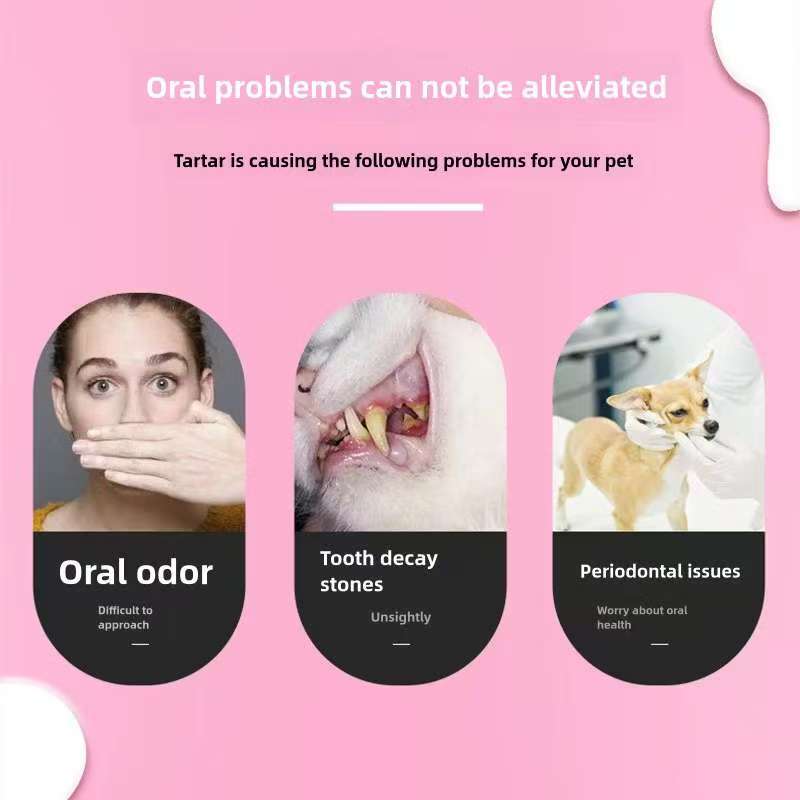 Oral problems can not be alleviated
Tartar is causing the following problems for your pet
Oral odor
Difficult to
approach
Tooth decay
stones
Unsightly
Periodontal issues
Worry about oral
health